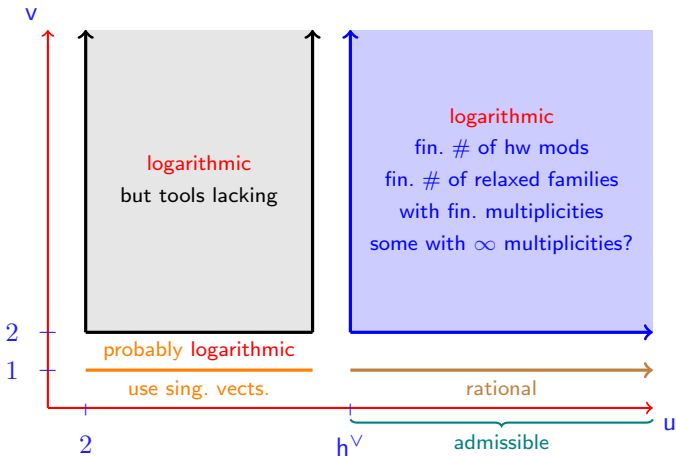 v
logarithmic
but tools lacking
logarithmic
fin. # of hw mods
fin. # of relaxed families
with fin. multiplicities
some with ∞ multiplicities?
2
probably logarithmic
1
use sing. vects.
rational
u
2
h^∨
admissible